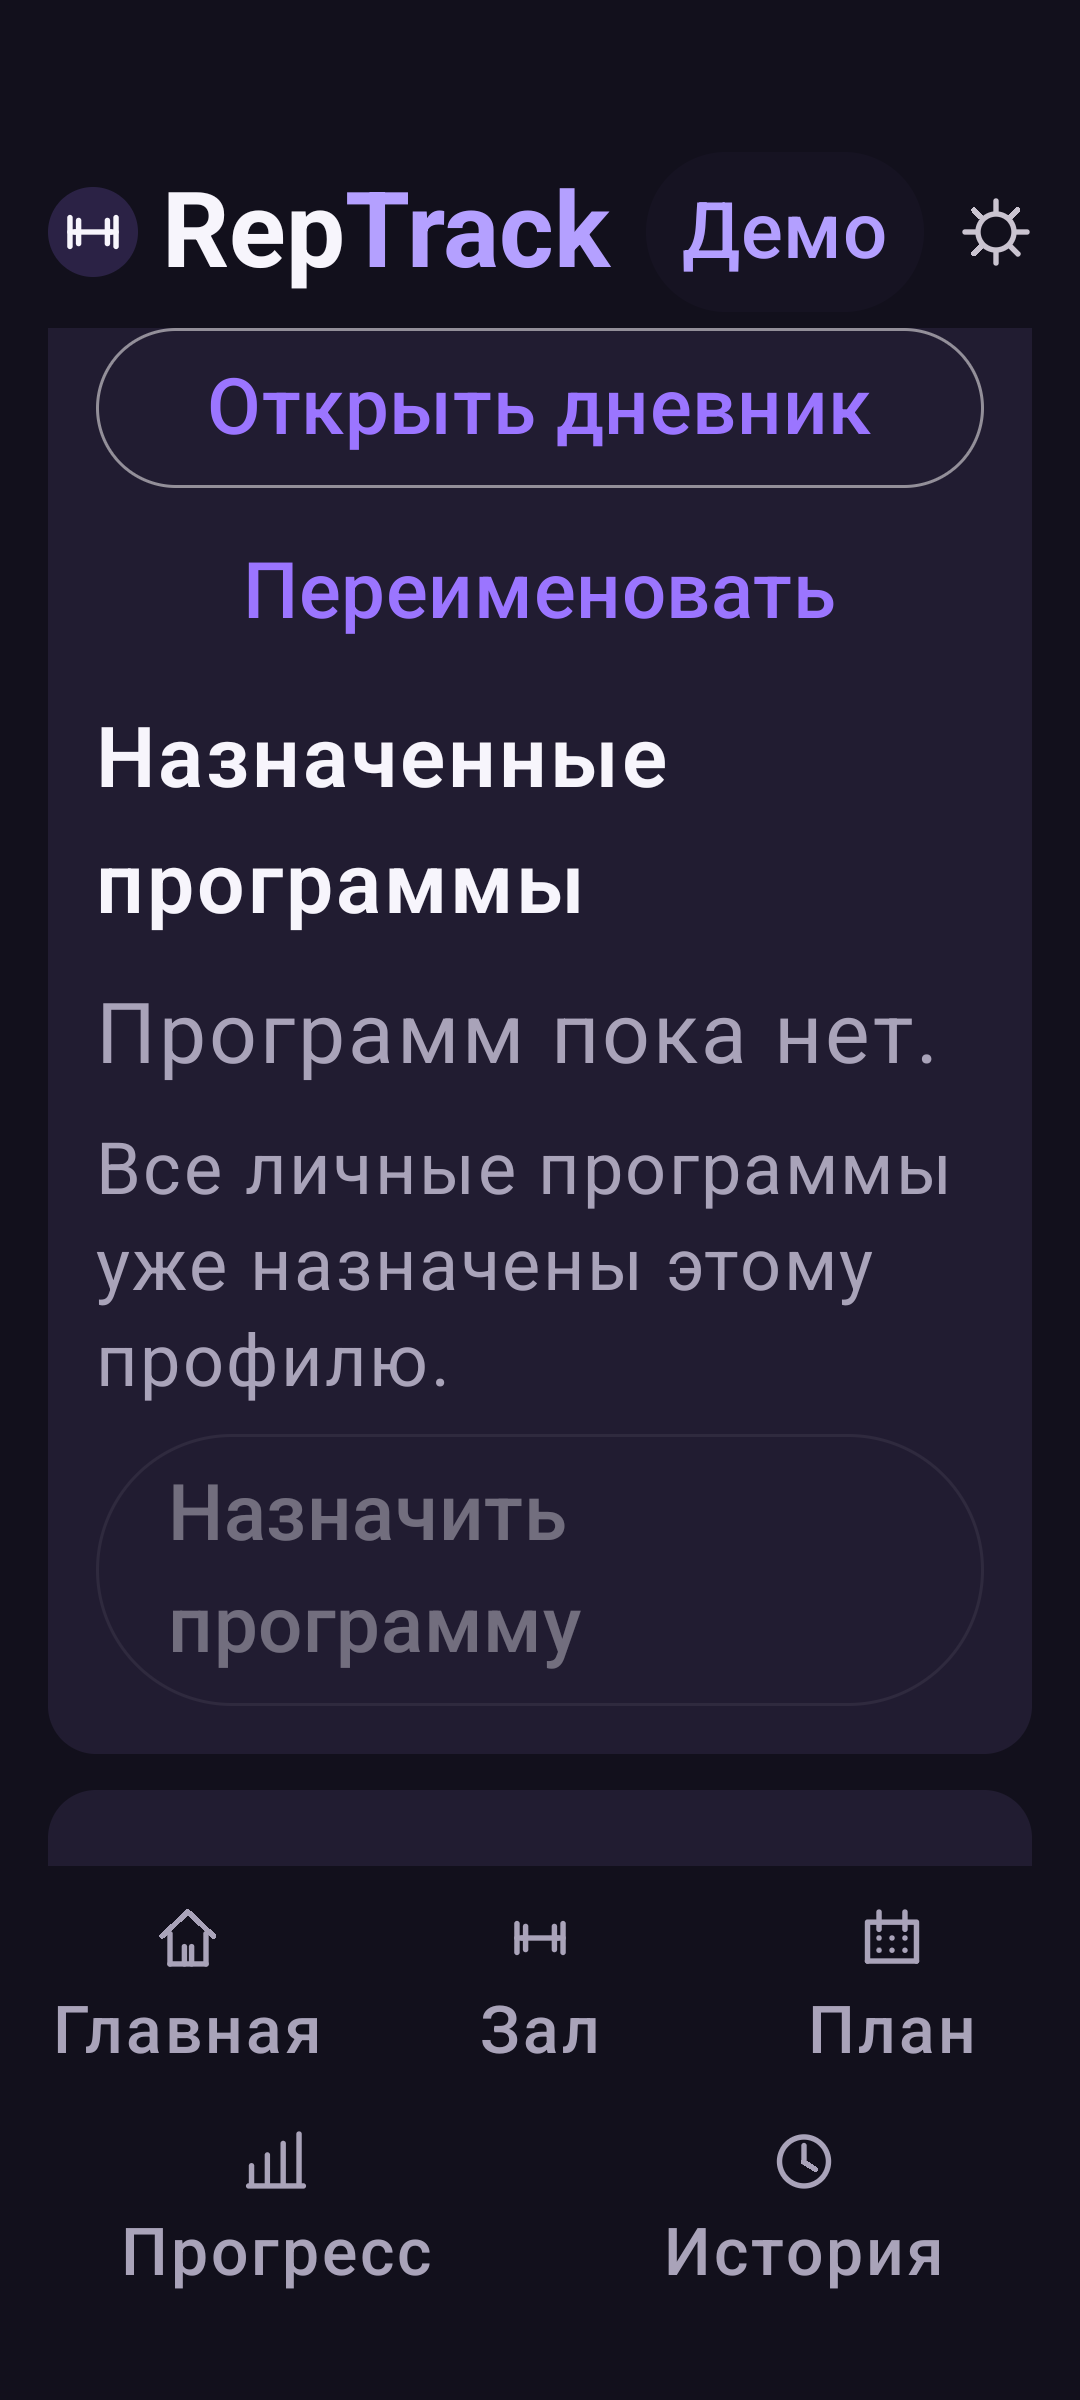 RepTrack
Демо
Открыть дневник
Переименовать
Назначенные
программы
Программ пока нет.
Все личные программы
уже назначены этому
профилю.
Назначить
программу
Главная
Зал
План
Прогресс
История